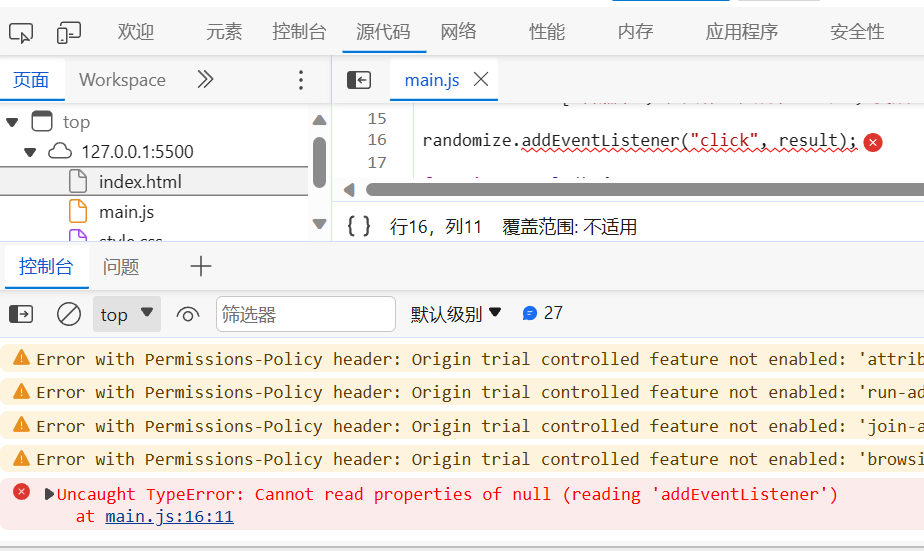 欢迎 元素 控制台 源代码 网络 性能 内存 应用程序 安全性
页面 Workspace
main.js
top
127.0.0.1:5500
index.html
main.js
style.css
15
16 randomize.addEventListener("click", result);
17
{ } 行16，列11 覆盖范围: 不适用
控制台 问题
top 筛选器 默认级别 27
Error with Permissions-Policy header: Origin trial controlled feature not enabled: 'attrib
Error with Permissions-Policy header: Origin trial controlled feature not enabled: 'run-ad
Error with Permissions-Policy header: Origin trial controlled feature not enabled: 'join-a
Error with Permissions-Policy header: Origin trial controlled feature not enabled: 'browsi
Uncaught TypeError: Cannot read properties of null (reading 'addEventListener')
at main.js:16:11